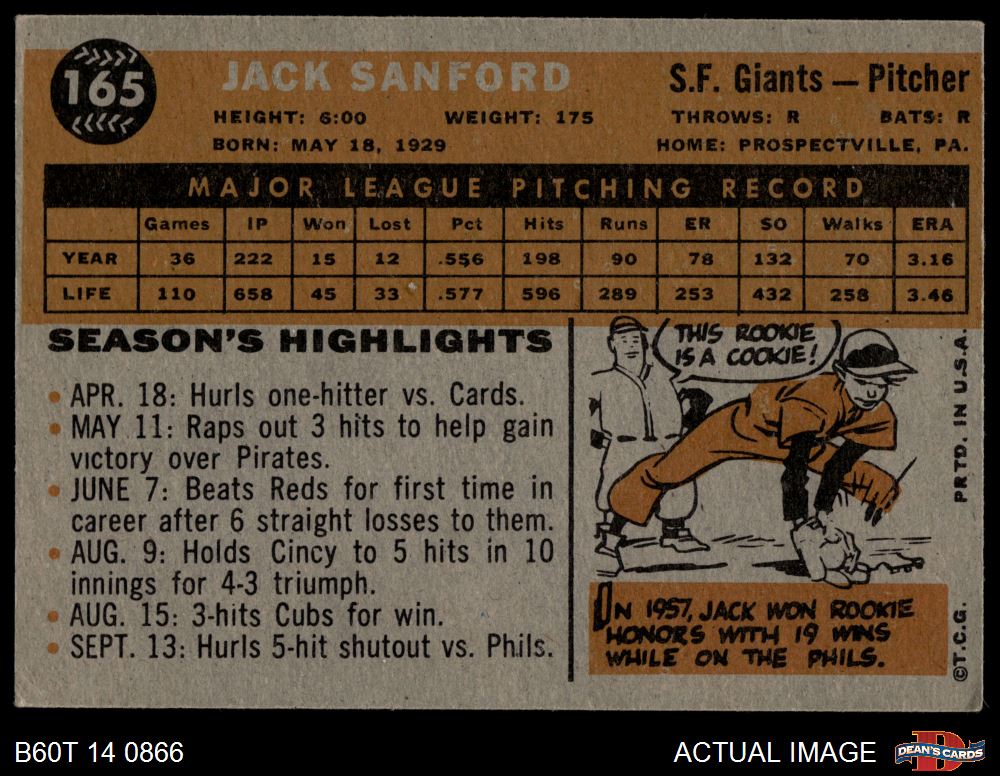 165
JACK SANFORD
S.F. Giants — Pitcher
HEIGHT: 6:00 WEIGHT: 175 THROWS: R BATS: R
BORN: MAY 18, 1929 HOME: PROSPECTVILLE, PA.
MAJOR LEAGUE PITCHING RECORD
Games IP Won Lost Pct Hits Runs ER SO Walks ERA
YEAR 36 222 15 12 .556 198 90 78 132 70 3.16
LIFE 110 658 45 33 .577 596 289 253 432 258 3.46
SEASON'S HIGHLIGHTS
• APR. 18: Hurls one-hitter vs. Cards.
• MAY 11: Raps out 3 hits to help gain
victory over Pirates.
• JUNE 7: Beats Reds for first time in
career after 6 straight losses to them.
• AUG. 9: Holds Cincy to 5 hits in 10
innings for 4-3 triumph.
• AUG. 15: 3-hits Cubs for win.
• SEPT. 13: Hurls 5-hit shutout vs. Phils.
THIS ROOKIE
IS A COOKIE!
IN 1957, JACK WON ROOKIE
HONORS WITH 19 WINS
WHILE ON THE PHILS.
©T.C.G. PRTD. IN U.S.A.
B60T 14 0866
ACTUAL IMAGE
DEAN'S CARDS